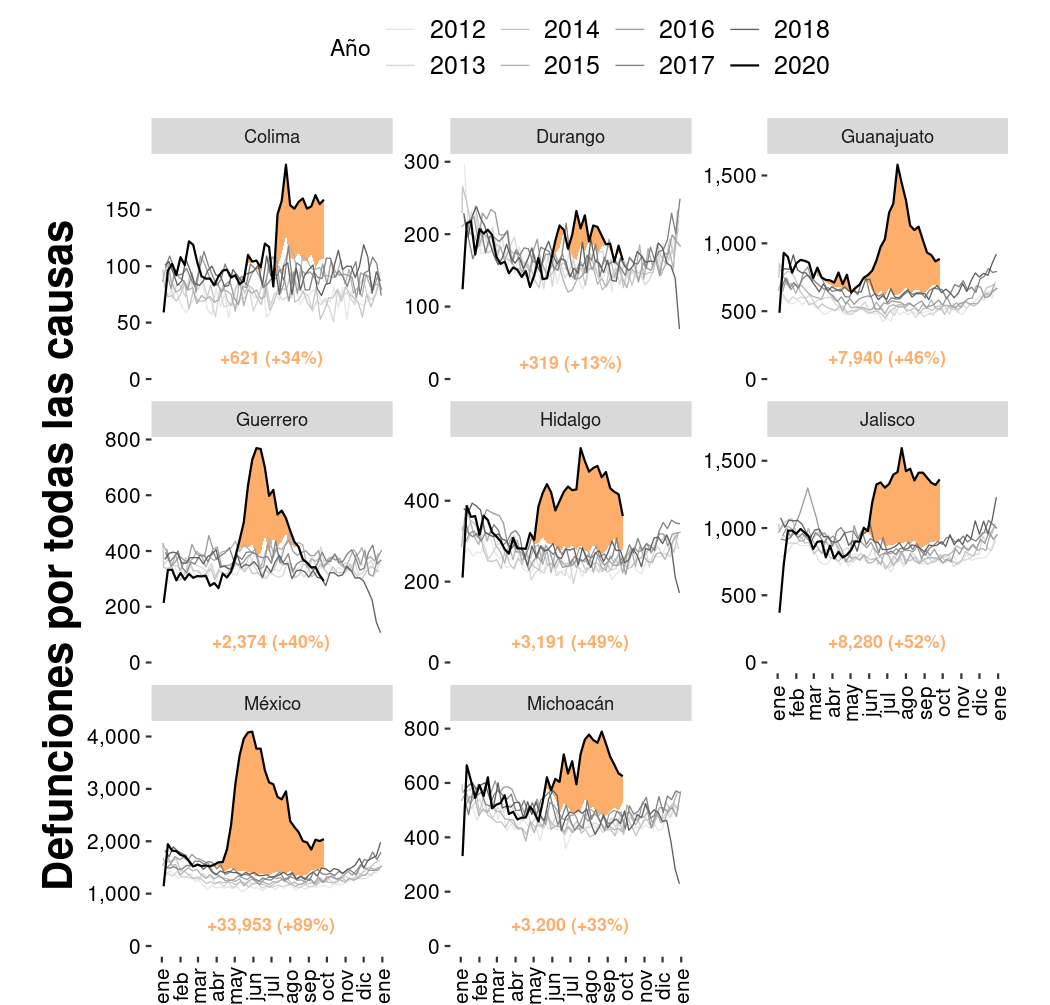 Año
2012 2014 2016 2018
2013 2015 2017 2020
Defunciones por todas las causas
Colima
150
100
50
0
+621 (+34%)
Durango
300
200
100
0
+319 (+13%)
Guanajuato
1,500
1,000
500
0
+7,940 (+46%)
Guerrero
800
600
400
200
0
+2,374 (+40%)
Hidalgo
400
200
0
+3,191 (+49%)
Jalisco
1,500
1,000
500
0
+8,280 (+52%)
ene feb mar abr may jun jul ago sep oct nov dic ene
México
4,000
3,000
2,000
1,000
0
+33,953 (+89%)
ene feb mar abr may jun jul ago sep oct nov dic ene
Michoacán
800
600
400
200
0
+3,200 (+33%)
ene feb mar abr may jun jul ago sep oct nov dic ene